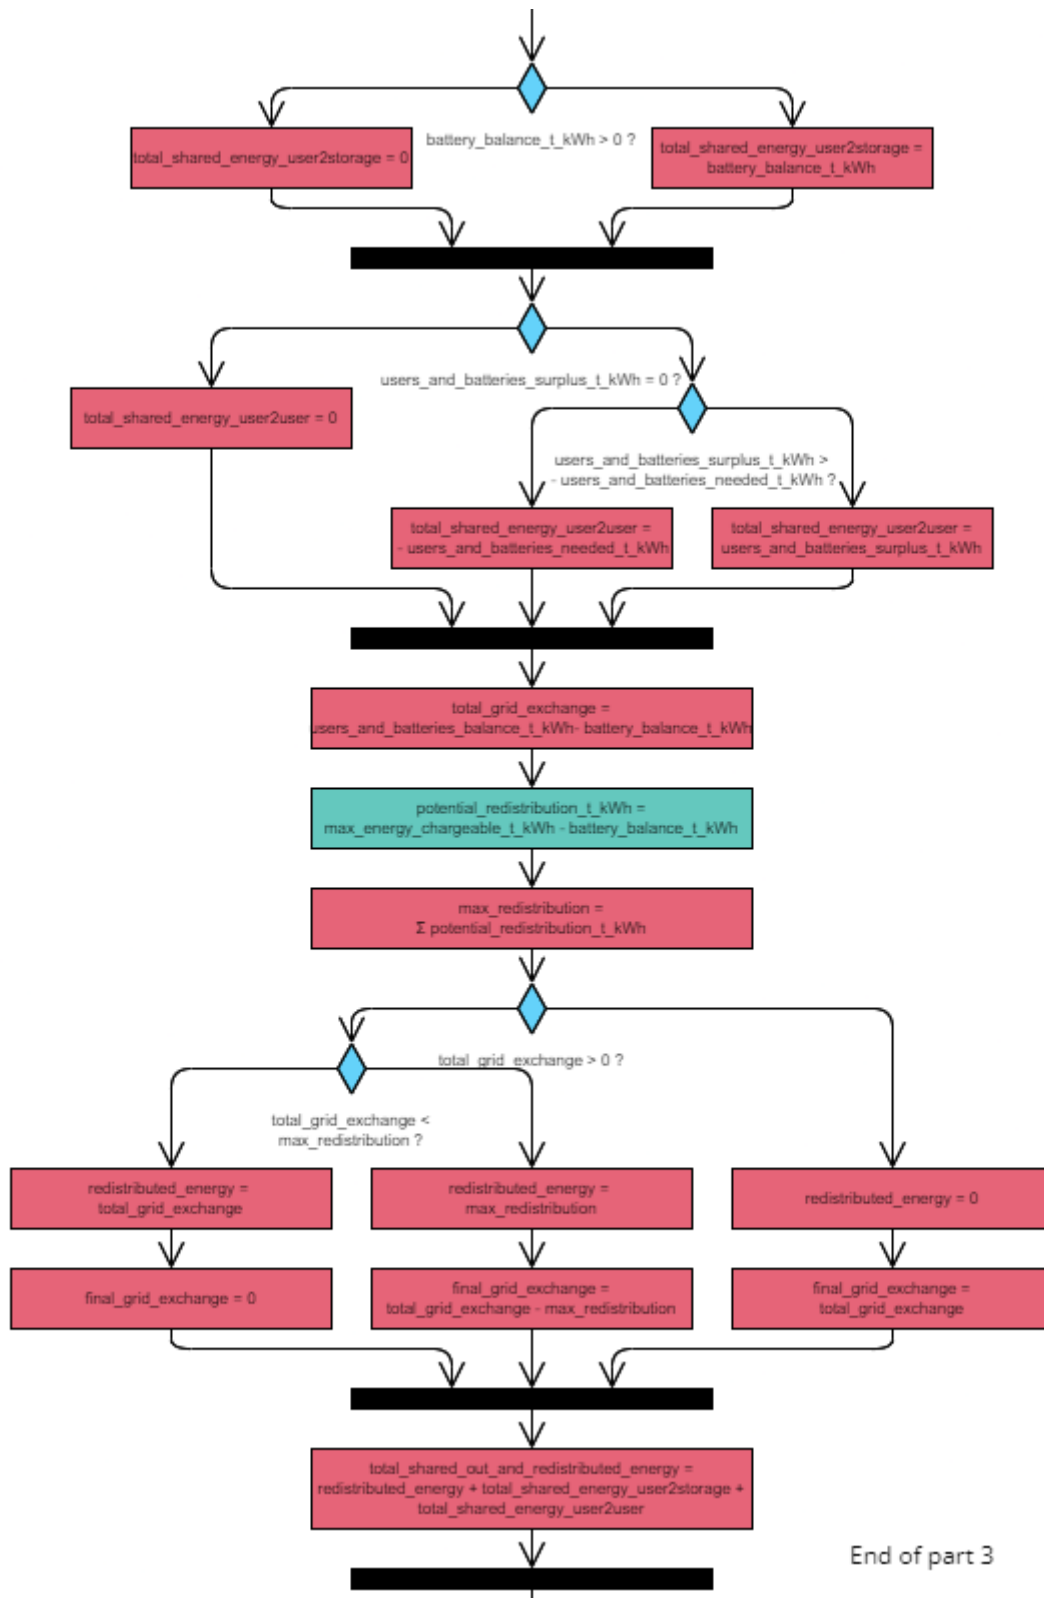 battery_balance_t_kWh > 0 ?
total_shared_energy_user2storage = 0
total_shared_energy_user2storage =
battery_balance_t_kWh
users_and_batteries_surplus_t_kWh = 0 ?
total_shared_energy_user2user = 0
users_and_batteries_surplus_t_kWh >
- users_and_batteries_needed_t_kWh ?
total_shared_energy_user2user =
- users_and_batteries_needed_t_kWh
total_shared_energy_user2user =
users_and_batteries_surplus_t_kWh
total_grid_exchange =
users_and_batteries_balance_t_kWh- battery_balance_t_kWh
potential_redistribution_t_kWh =
max_energy_chargeable_t_kWh - battery_balance_t_kWh
max_redistribution =
Σ potential_redistribution_t_kWh
total_grid_exchange > 0 ?
total_grid_exchange <
max_redistribution ?
redistributed_energy =
total_grid_exchange
redistributed_energy =
max_redistribution
redistributed_energy = 0
final_grid_exchange = 0
final_grid_exchange =
total_grid_exchange - max_redistribution
final_grid_exchange =
total_grid_exchange
total_shared_out_and_redistributed_energy =
redistributed_energy + total_shared_energy_user2storage +
total_shared_energy_user2user
End of part 3